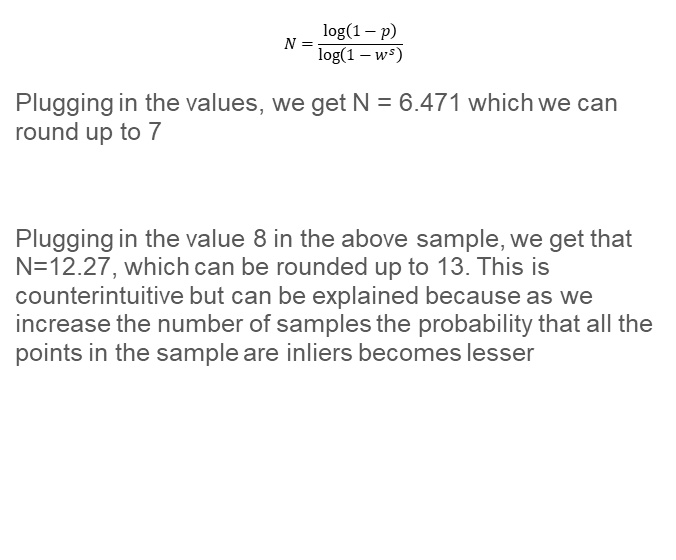 N = log(1 − p) / log(1 − wˢ)
Plugging in the values, we get N = 6.471 which we can
round up to 7
Plugging in the value 8 in the above sample, we get that
N=12.27, which can be rounded up to 13. This is
counterintuitive but can be explained because as we
increase the number of samples the probability that all the
points in the sample are inliers becomes lesser